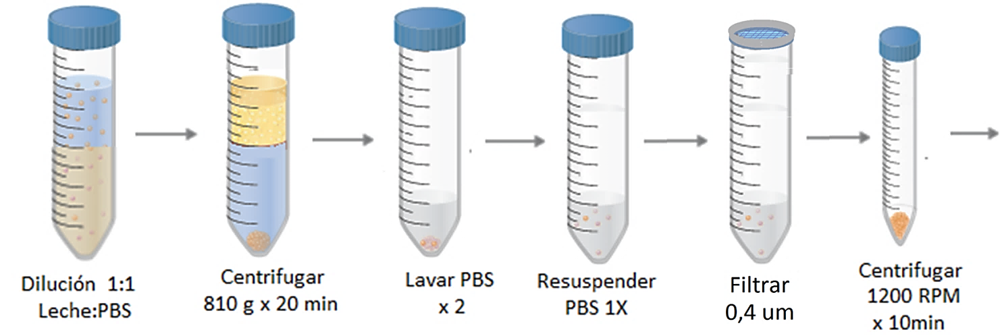 Dilución 1:1
Leche:PBS
Centrifugar
810 g x 20 min
Lavar PBS
x 2
Resuspender
PBS 1X
Filtrar
0,4 um
Centrifugar
1200 RPM
x 10min